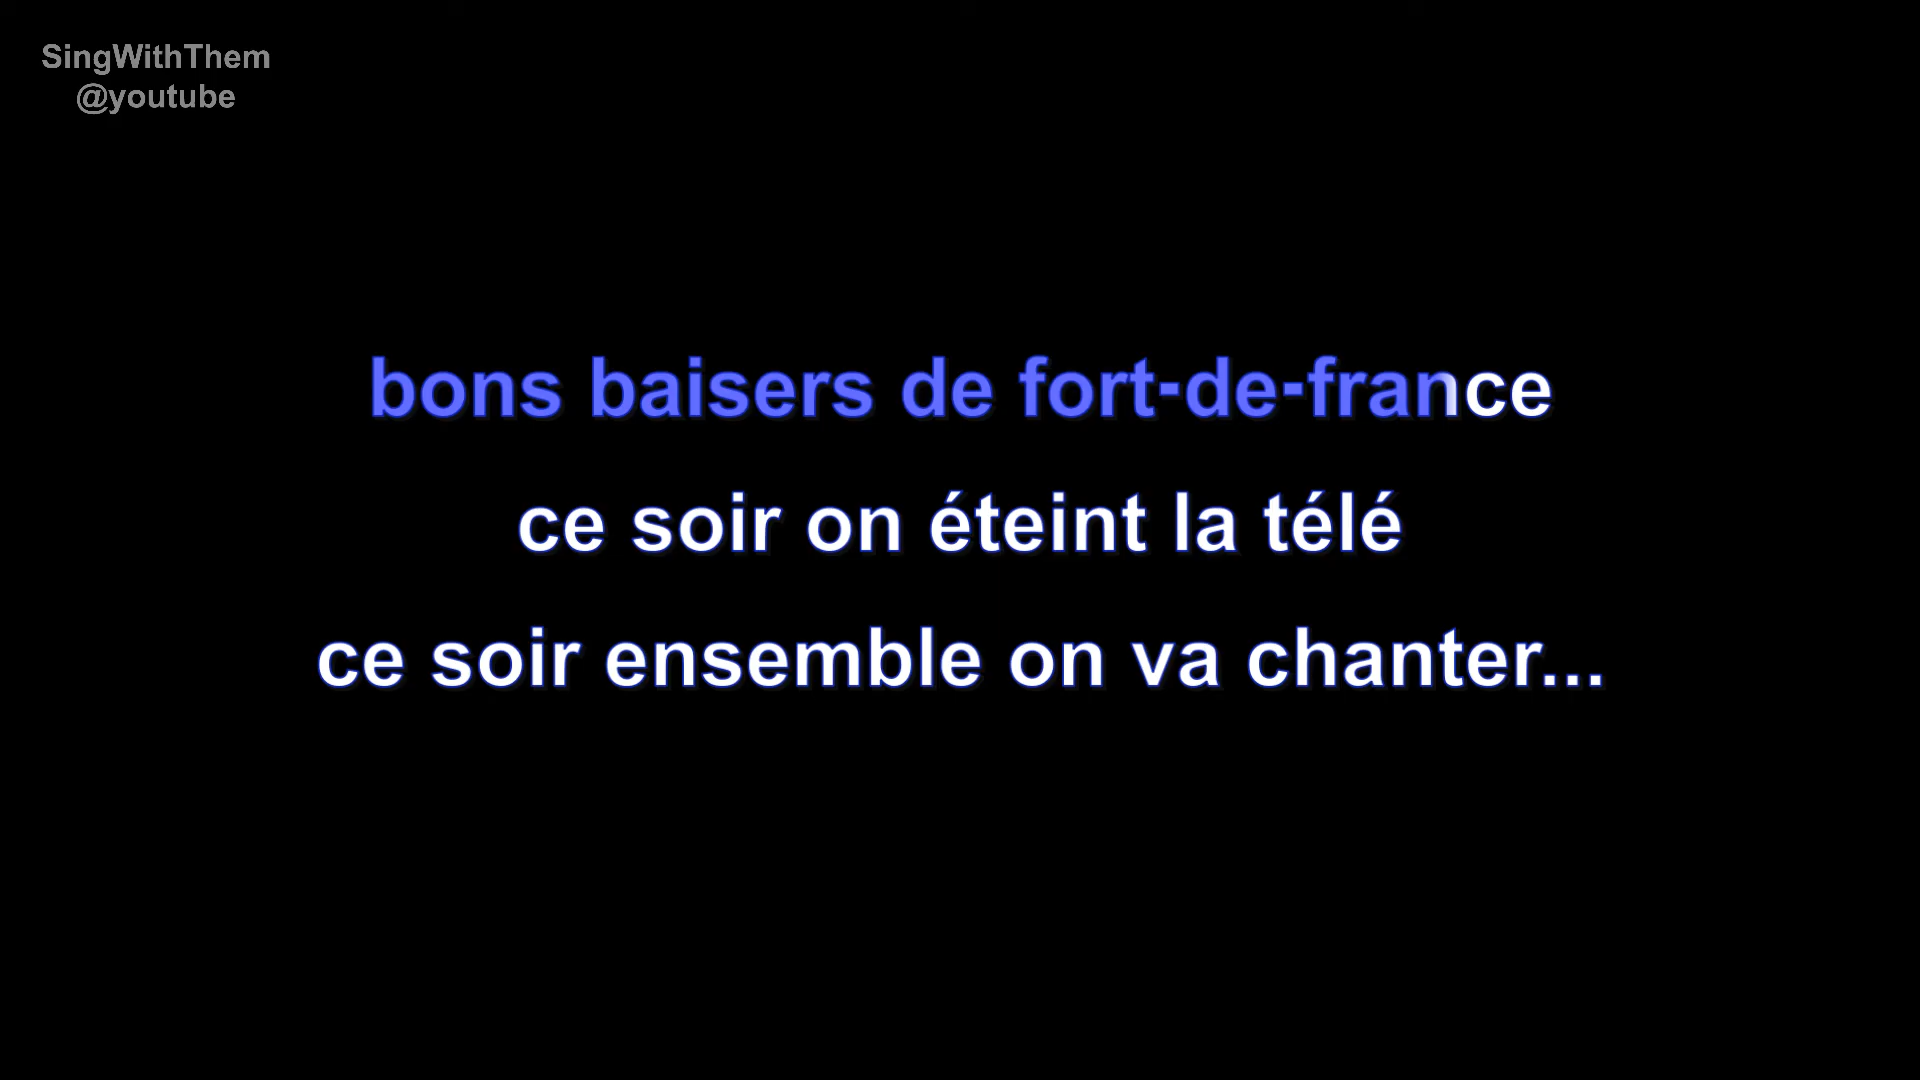 SingWithThem
@youtube
bons baisers de fort-de-france
ce soir on éteint la télé
ce soir ensemble on va chanter...